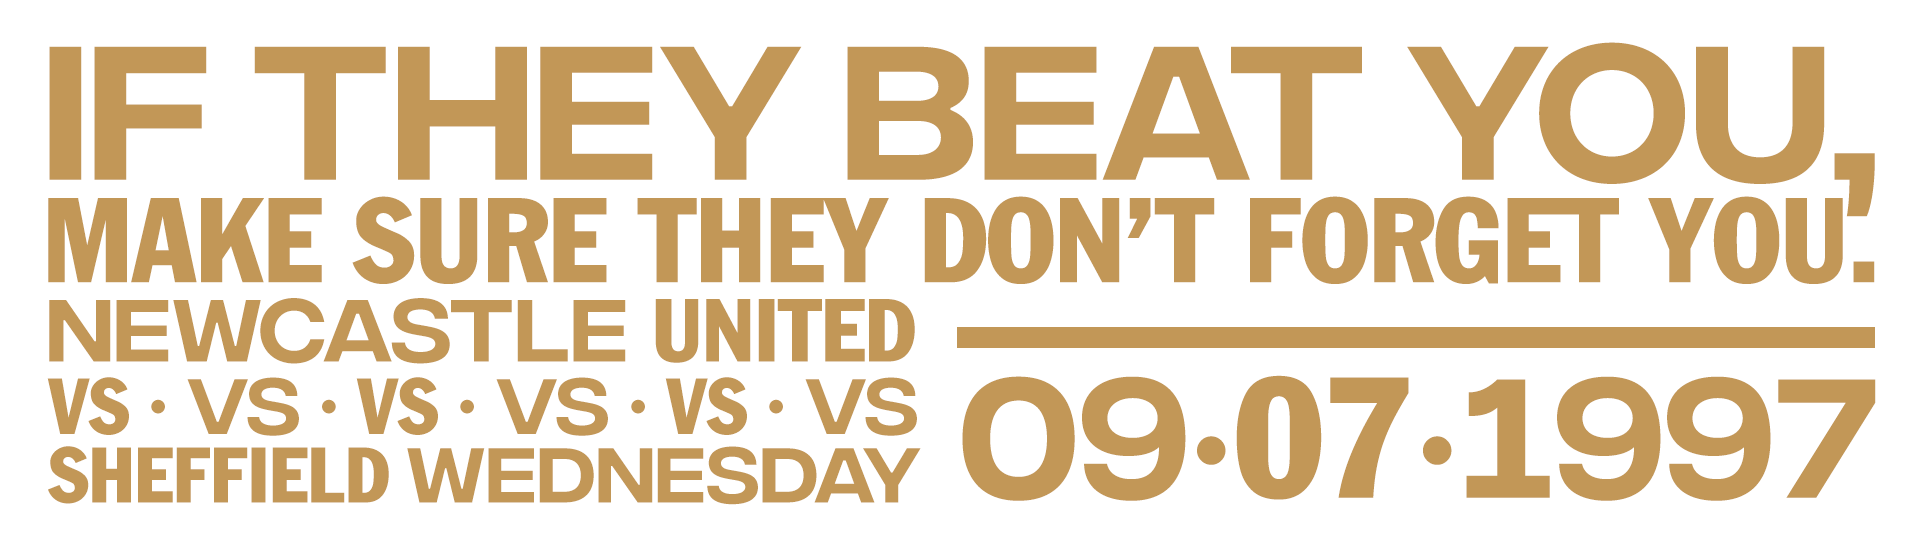 IF THEY BEAT YOU,
MAKE SURE THEY DON’T FORGET YOU.
NEWCASTLE UNITED
VS · VS · VS · VS · VS · VS
SHEFFIELD WEDNESDAY
09·07·1997